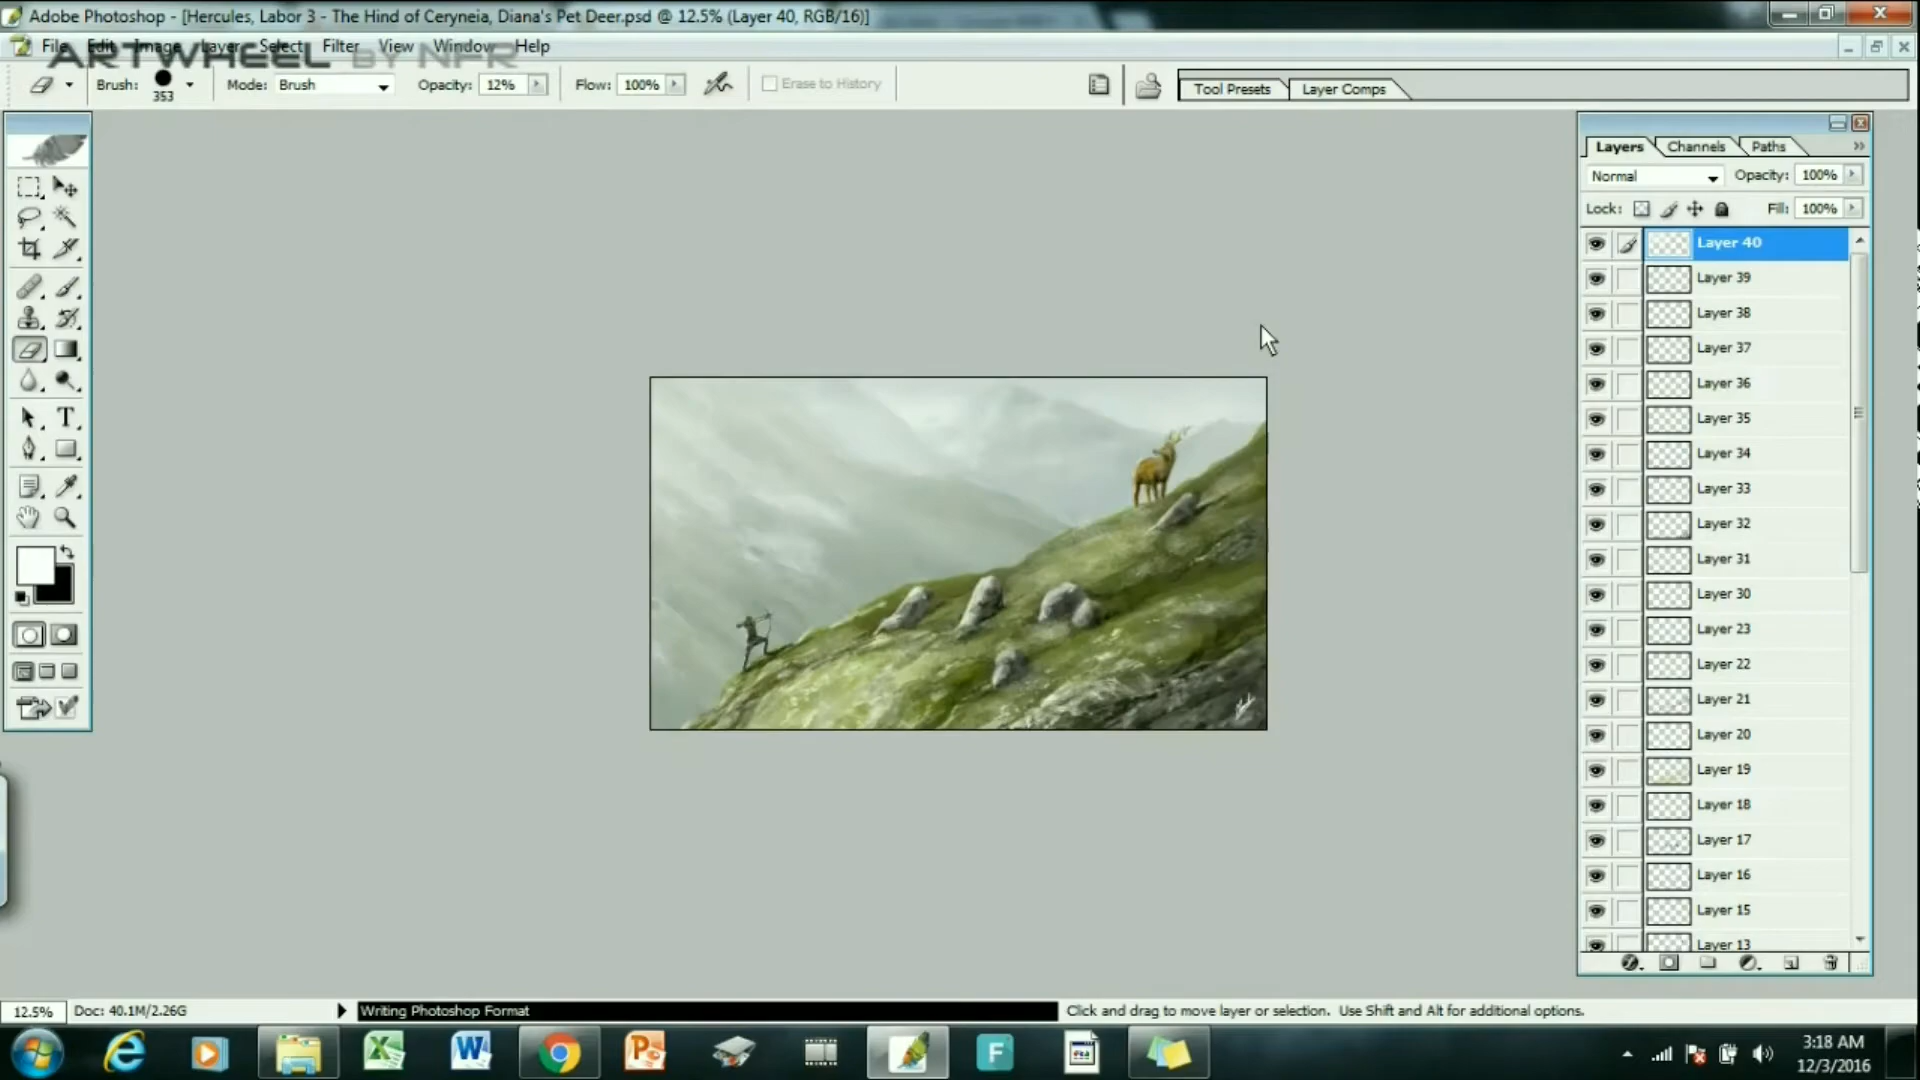 Adobe Photoshop - [Hercules, Labor 3 - The Hind of Ceryneia, Diana's Pet Deer.psd @ 12.5% (Layer 40, RGB/16)]
File Edit Image Layer Select Filter View Window Help
ARTWHEEL BY NFR
Brush: 353 Mode: Brush Opacity: 12% Flow: 100% Erase to History Tool Presets Layer Comps
Layers Channels Paths
Normal Opacity: 100%
Lock: Fill: 100%
Layer 40
Layer 39
Layer 38
Layer 37
Layer 36
Layer 35
Layer 34
Layer 33
Layer 32
Layer 31
Layer 30
Layer 23
Layer 22
Layer 21
Layer 20
Layer 19
Layer 18
Layer 17
Layer 16
Layer 15
Layer 13
12.5% Doc: 40.1M/2.26G Writing Photoshop Format Click and drag to move layer or selection. Use Shift and Alt for additional options.
3:18 AM
12/3/2016